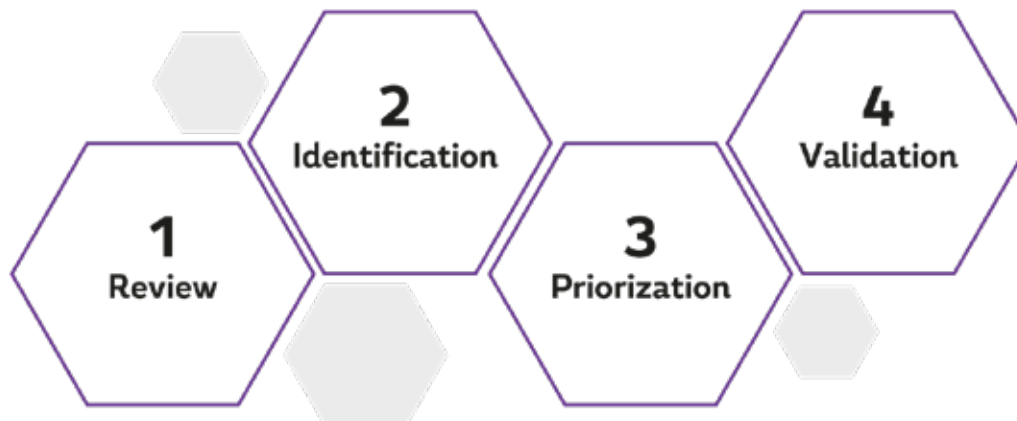 1
Review
2
Identification
3
Priorization
4
Validation